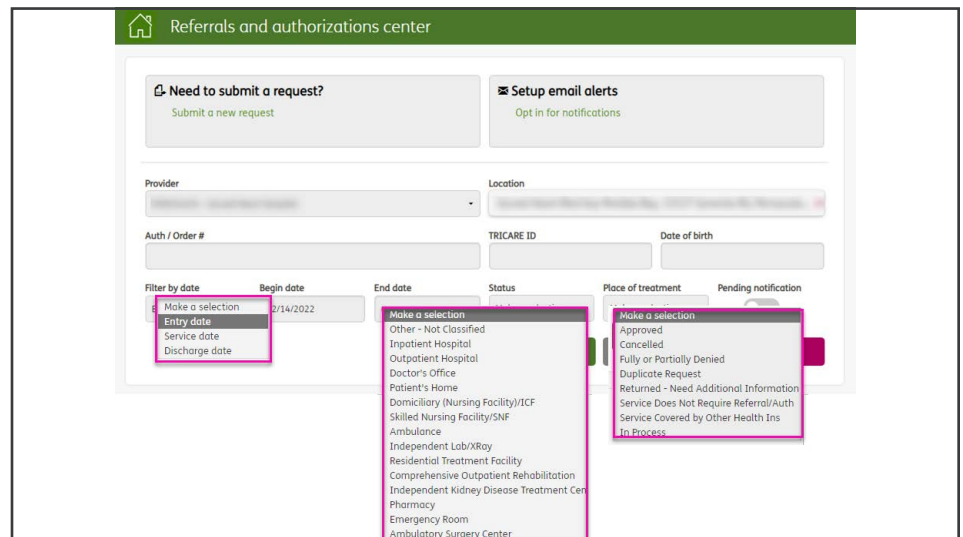 Referrals and authorizations center
Need to submit a request?
Submit a new request
Setup email alerts
Opt in for notifications
Provider
Location
Auth / Order #
TRICARE ID
Date of birth
Filter by date
Begin date
End date
Status
Place of treatment
Pending notification
2/14/2022
Make a selection
Entry date
Service date
Discharge date
Make a selection
Other - Not Classified
Inpatient Hospital
Outpatient Hospital
Doctor's Office
Patient's Home
Domiciliary (Nursing Facility)/ICF
Skilled Nursing Facility/SNF
Ambulance
Independent Lab/XRay
Residential Treatment Facility
Comprehensive Outpatient Rehabilitation
Independent Kidney Disease Treatment Cen
Pharmacy
Emergency Room
Ambulatory Surgery Center
Make a selection
Approved
Cancelled
Fully or Partially Denied
Duplicate Request
Returned - Need Additional Information
Service Does Not Require Referral/Auth
Service Covered by Other Health Ins
In Process